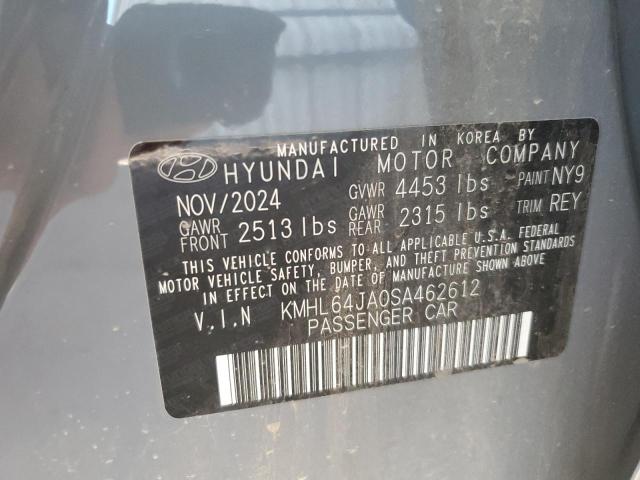 MANUFACTURED IN KOREA BY
HYUNDAI MOTOR COMPANY
NOV/2024 GVWR 4453 lbs PAINT NY9
GAWR FRONT 2513 lbs GAWR REAR 2315 lbs TRIM REY
THIS VEHICLE CONFORMS TO ALL APPLICABLE U.S.A. FEDERAL
MOTOR VEHICLE SAFETY, BUMPER, AND THEFT PREVENTION STANDARDS
IN EFFECT ON THE DATE OF MANUFACTURE SHOWN ABOVE
V.I.N KMHL64JA0SA462612
PASSENGER CAR